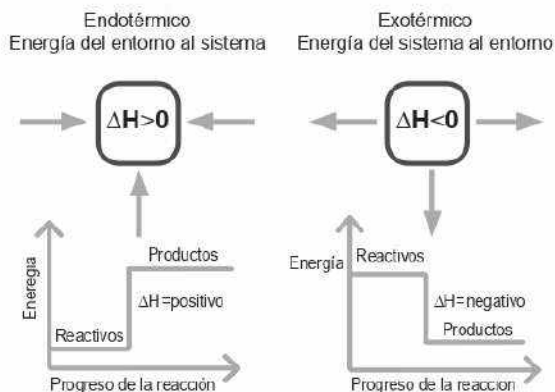 Endotérmico
Energía del entorno al sistema
ΔH>0
Productos
ΔH=positivo
Reactivos
Eneregia
Progreso de la reacción
Exotérmico
Energía del sistema al entorno
ΔH<0
Energía
Reactivos
ΔH=negativo
Productos
Progreso de la reacción